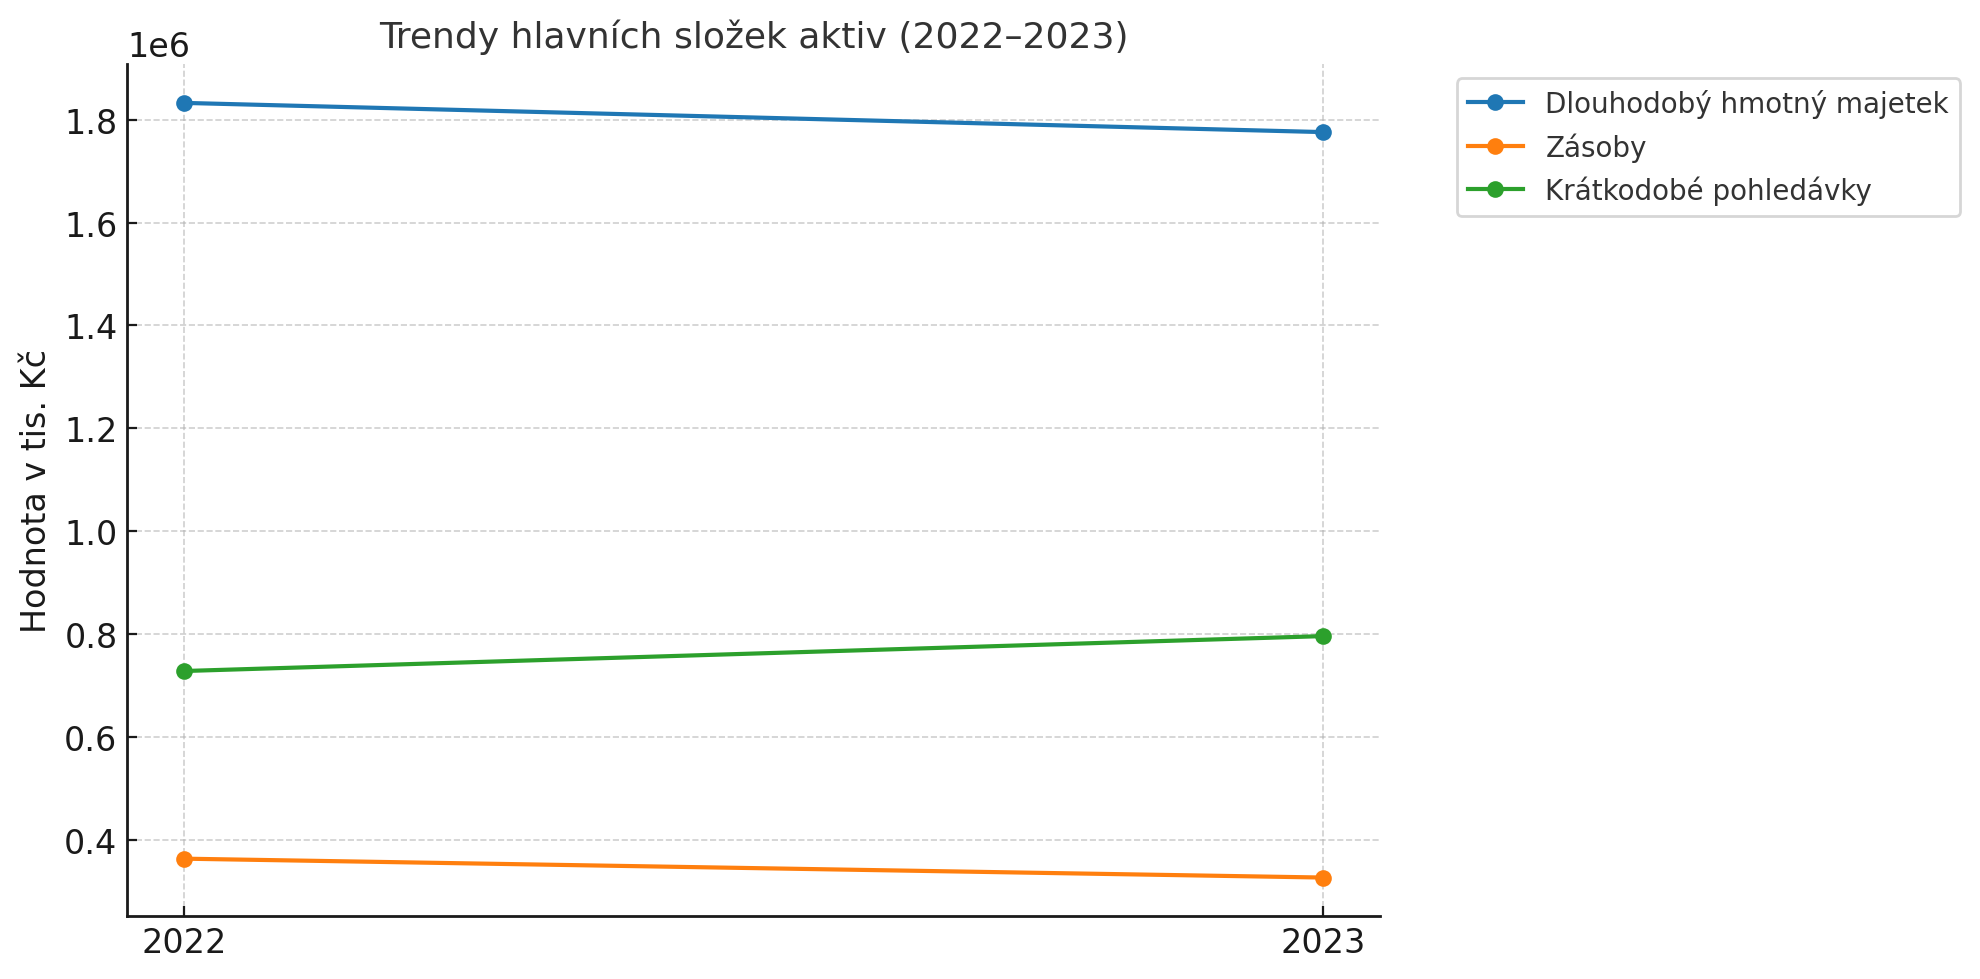 Trendy hlavních složek aktiv (2022–2023)
1e6
Hodnota v tis. Kč
1.8
1.6
1.4
1.2
1.0
0.8
0.6
0.4
2022
2023
Dlouhodobý hmotný majetek
Zásoby
Krátkodobé pohledávky